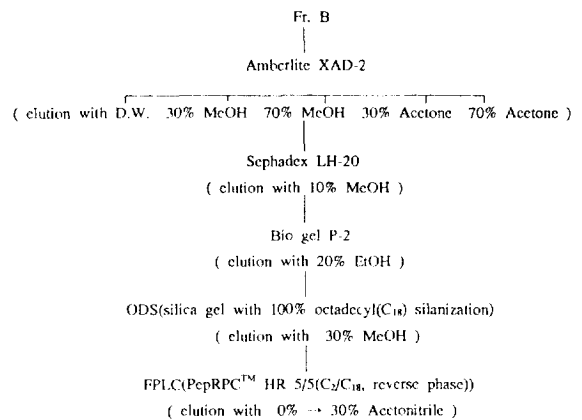 Fr. B
Amberlite XAD-2
( elution with D.W. 30% MeOH 70% MeOH 30% Acetone 70% Acetone )
Sephadex LH-20
( elution with 10% MeOH )
Bio gel P-2
( elution with 20% EtOH )
ODS(silica gel with 100% octadecyl(C₁₈) silanization)
( elution with 30% MeOH )
FPLC(PepRPC™ HR 5/5(C₂/C₁₈, reverse phase))
( elution with 0% → 30% Acetonitrile )